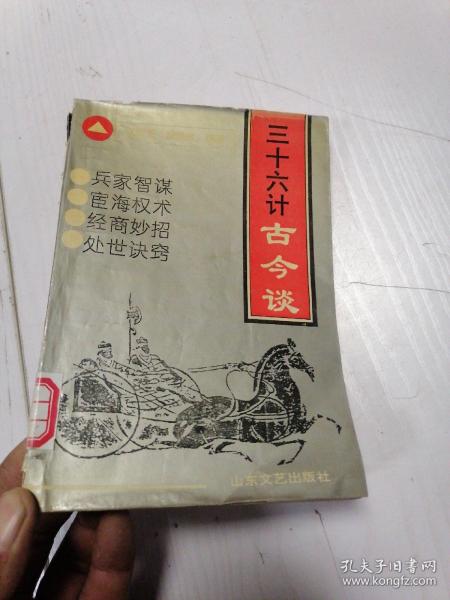 三十六计
古今谈
兵家智谋
宦海权术
经商妙招
处世诀窍
山东文艺出版社
孔夫子旧书网
www.kongfz.com